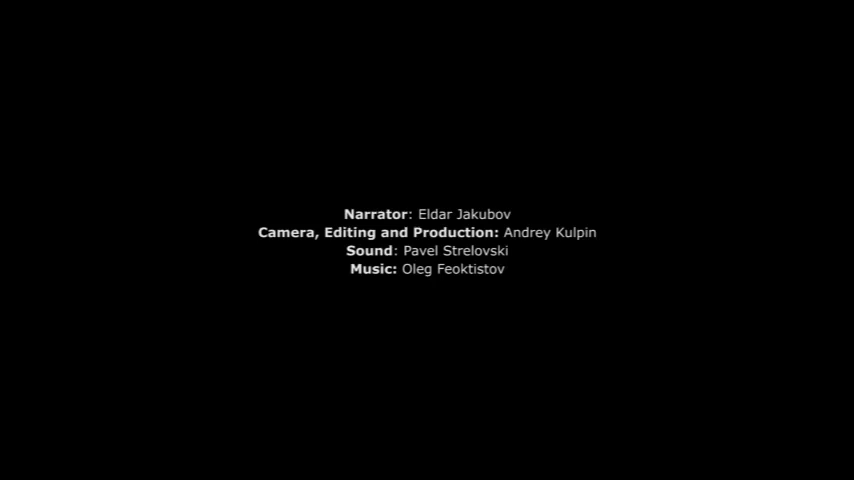 Narrator: Eldar Jakubov
Camera, Editing and Production: Andrey Kulpin
Sound: Pavel Strelovski
Music: Oleg Feoktistov